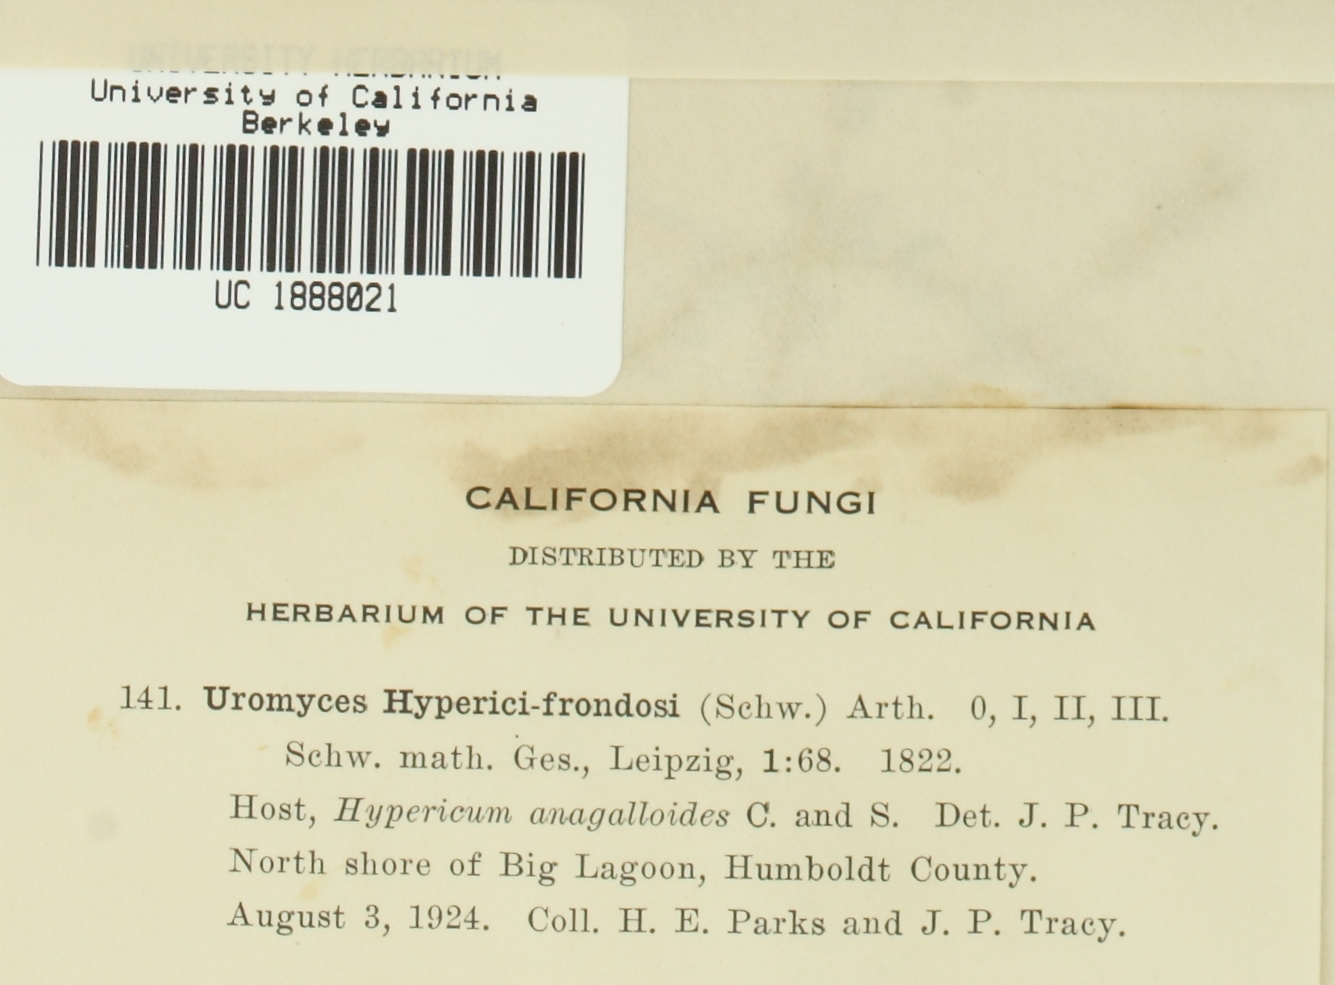 UNIVERSITY HERBARIUM
University of California
Berkeley
UC 1888021
CALIFORNIA FUNGI
DISTRIBUTED BY THE
HERBARIUM OF THE UNIVERSITY OF CALIFORNIA
141. Uromyces Hyperici-frondosi (Schw.) Arth. 0, I, II, III.
Schw. math. Ges., Leipzig, 1:68. 1822.
Host, Hypericum anagalloides C. and S. Det. J. P. Tracy.
North shore of Big Lagoon, Humboldt County.
August 3, 1924. Coll. H. E. Parks and J. P. Tracy.